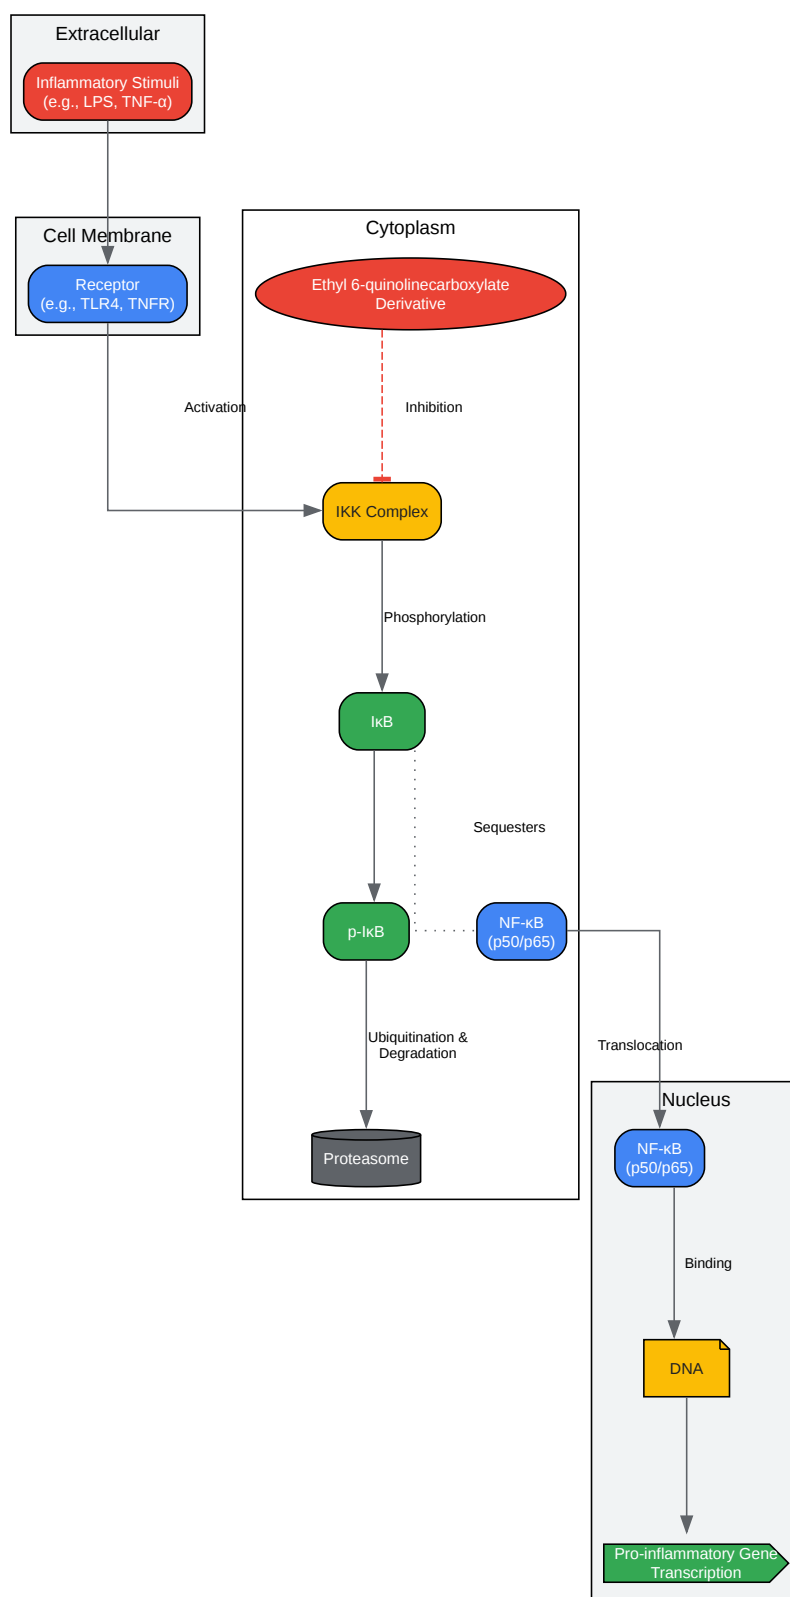 Extracellular
Inflammatory Stimuli
(e.g., LPS, TNF-α)
Cell Membrane
Receptor
(e.g., TLR4, TNFR)
Cytoplasm
Ethyl 6-quinolinecarboxylate
Derivative
Activation
Inhibition
IKK Complex
Phosphorylation
IκB
Sequesters
p-IκB
NF-κB
(p50/p65)
Ubiquitination &
Degradation
Translocation
Proteasome
Nucleus
NF-κB
(p50/p65)
Binding
DNA
Pro-inflammatory Gene
Transcription